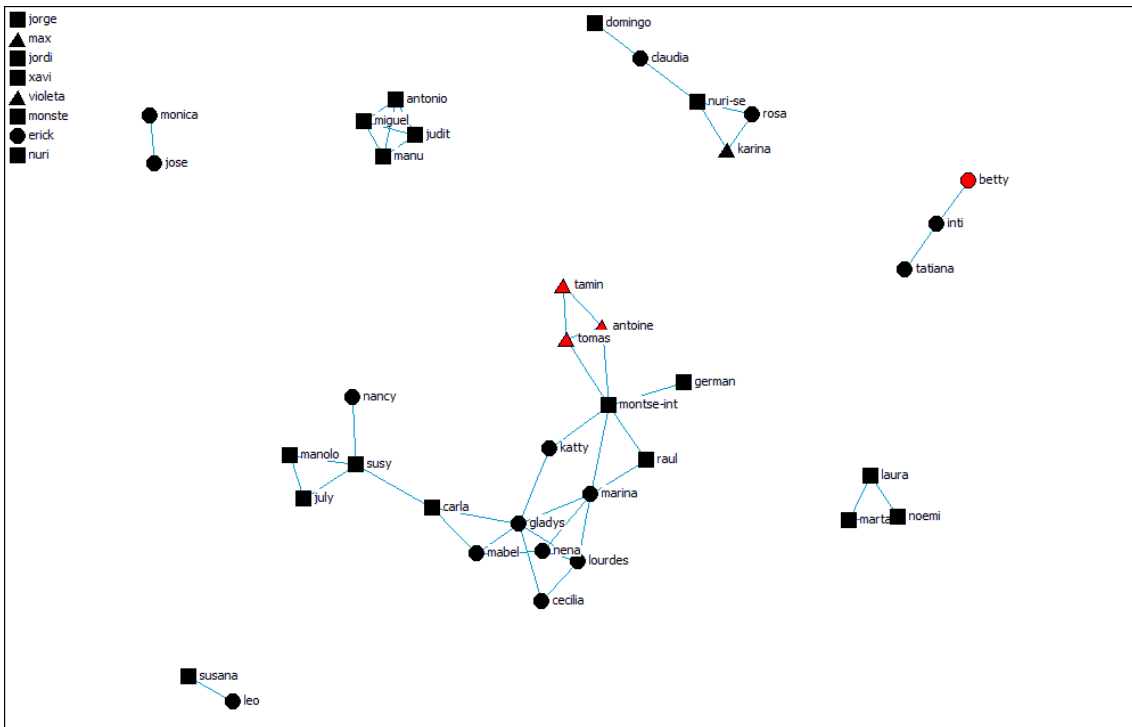 jorge
max
jordi
xavi
violeta
monste
erick
nuri
domingo
claudia
nuri-se
rosa
karina
monica
jose
antonio
miguel
judit
manu
betty
inti
tatiana
tamin
antoine
tomas
german
montse-int
nancy
katty
manolo
susy
raul
marina
july
carla
gladys
mabel
nena
lourdes
cecilia
laura
marta
noemi
susana
leo